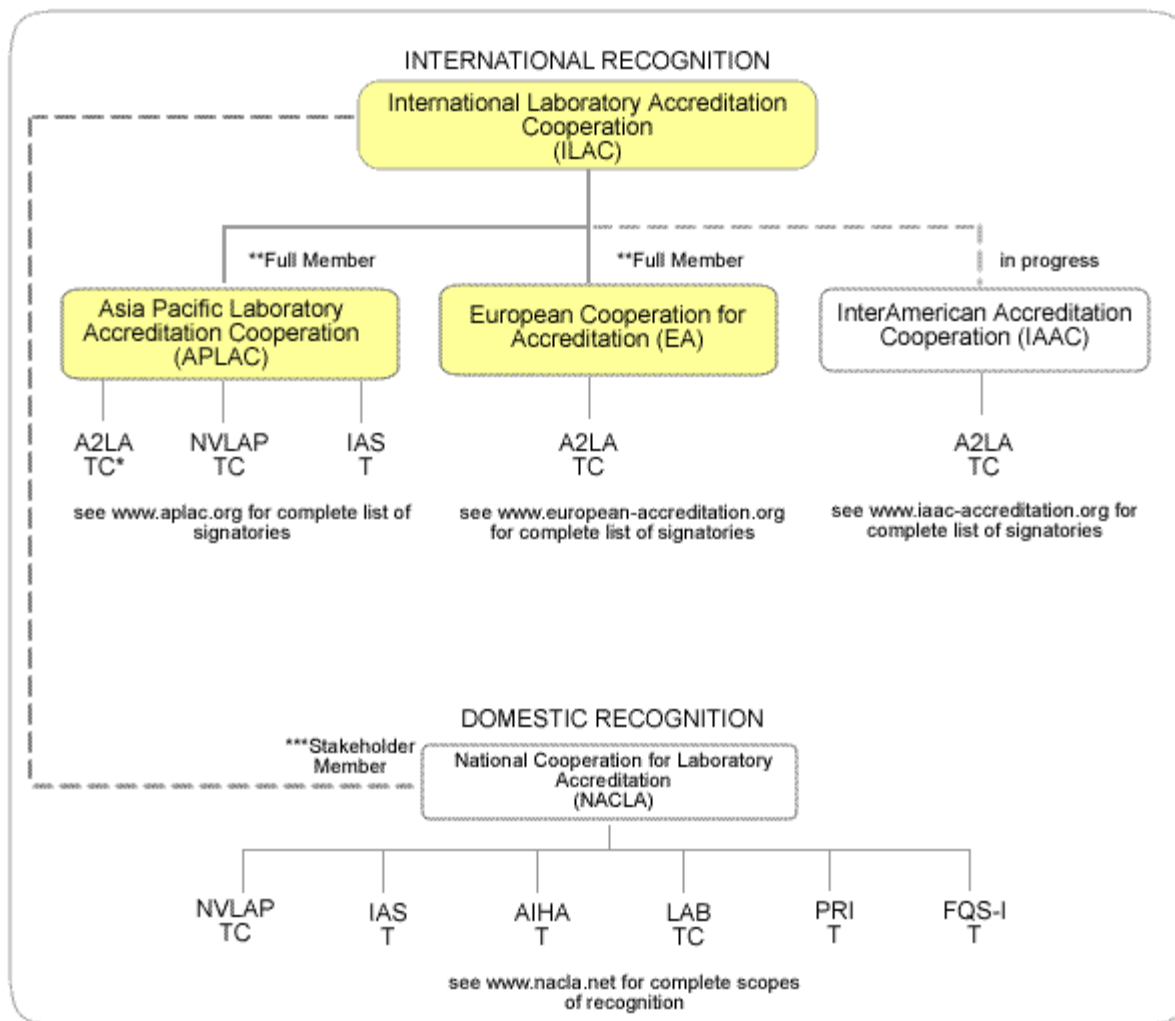 INTERNATIONAL RECOGNITION
International Laboratory Accreditation
Cooperation
(ILAC)
**Full Member
**Full Member
in progress
Asia Pacific Laboratory
Accreditation Cooperation
(APLAC)
European Cooperation for
Accreditation (EA)
InterAmerican Accreditation
Cooperation (IAAC)
A2LA
TC*
NVLAP
TC
IAS
T
A2LA
TC
A2LA
TC
see www.aplac.org for complete list of
signatories
see www.european-accreditation.org
for complete list of signatories
see www.iaac-accreditation.org for
complete list of signatories
DOMESTIC RECOGNITION
***Stakeholder
Member
National Cooperation for Laboratory
Accreditation
(NACLA)
NVLAP
TC
IAS
T
AIHA
T
LAB
TC
PRI
T
FQS-I
T
see www.nacla.net for complete scopes
of recognition